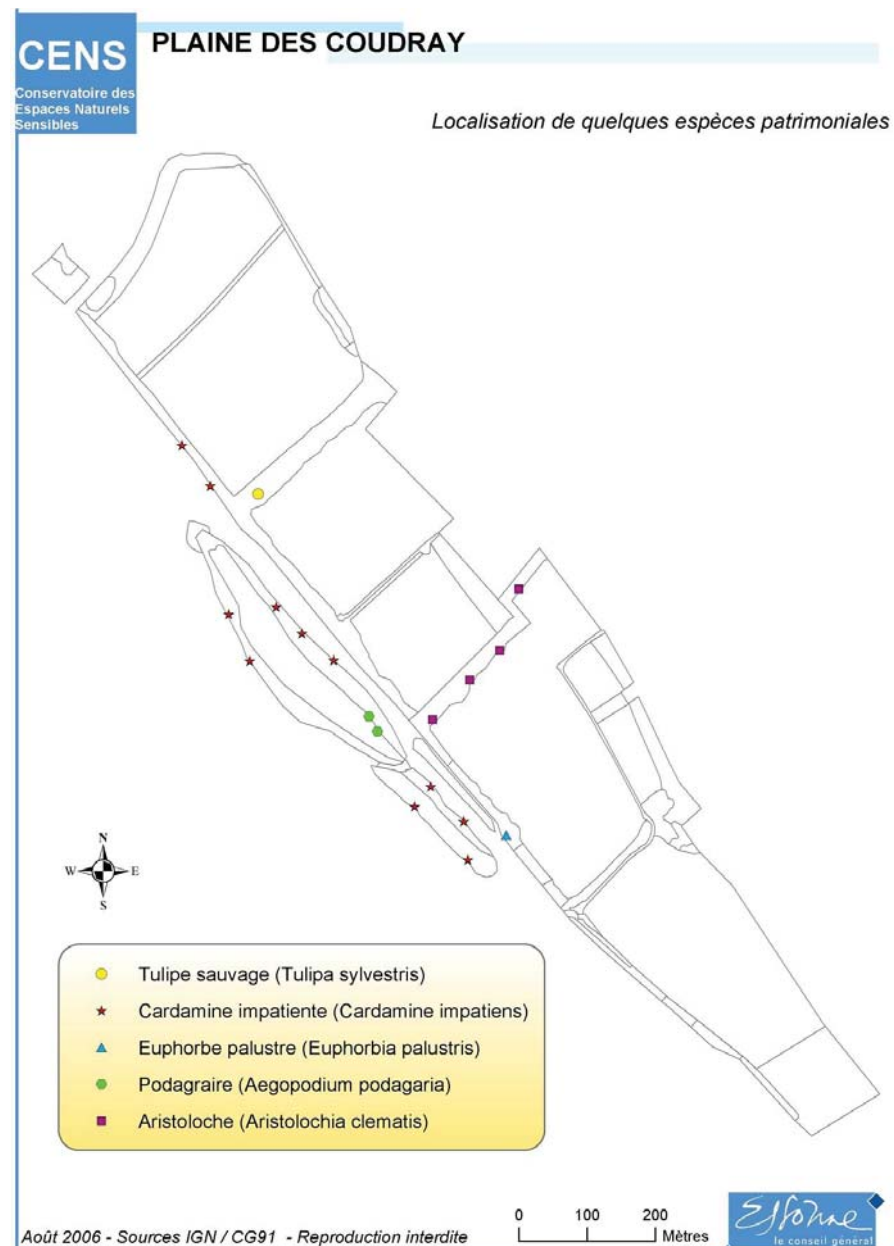 CENS
Conservatoire des
Espaces Naturels
Sensibles
PLAINE DES COUDRAY
Localisation de quelques espèces patrimoniales
N
W E
S
Tulipe sauvage (Tulipa sylvestris)
Cardamine impatiente (Cardamine impatiens)
Euphorbe palustre (Euphorbia palustris)
Podagraire (Aegopodium podagaria)
Aristoloche (Aristolochia clematis)
0 100 200
Mètres
Août 2006 - Sources IGN / CG91 - Reproduction interdite
Essonne
le conseil général